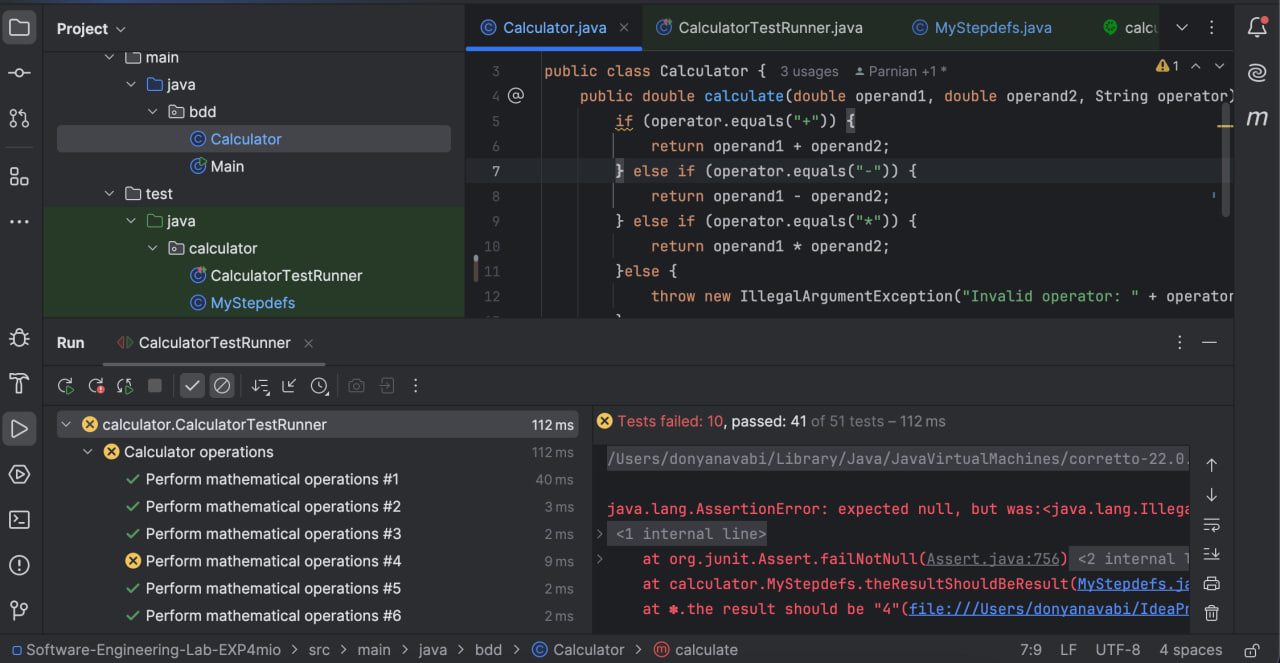 Project
Calculator.java
CalculatorTestRunner.java
MyStepdefs.java
calcu
main
java
bdd
Calculator
Main
test
java
calculator
CalculatorTestRunner
MyStepdefs
3 public class Calculator { 3 usages Parnian +1 *
1
4 @ public double calculate(double operand1, double operand2, String operator)
5 if (operator.equals("+")) {
6 return operand1 + operand2;
7 } else if (operator.equals("-")) {
8 return operand1 - operand2;
9 } else if (operator.equals("*")) {
10 return operand1 * operand2;
11 }else {
12 throw new IllegalArgumentException("Invalid operator: " + operator
m
Run
CalculatorTestRunner
calculator.CalculatorTestRunner 112 ms
Calculator operations 112 ms
Perform mathematical operations #1 40 ms
Perform mathematical operations #2 3 ms
Perform mathematical operations #3 2 ms
Perform mathematical operations #4 9 ms
Perform mathematical operations #5 2 ms
Perform mathematical operations #6 2 ms
Tests failed: 10, passed: 41 of 51 tests – 112 ms
/Users/donyanavabi/Library/Java/JavaVirtualMachines/corretto-22.0.
java.lang.AssertionError: expected null, but was:<java.lang.Illega
<1 internal line>
at org.junit.Assert.failNotNull(Assert.java:756) <2 internal l
at calculator.MyStepdefs.theResultShouldBeResult(MyStepdefs.ja
at ✽.the result should be "4"(file:///Users/donyanavabi/IdeaPr
Software-Engineering-Lab-EXP4mio > src > main > java > bdd > Calculator > calculate
7:9 LF UTF-8 4 spaces